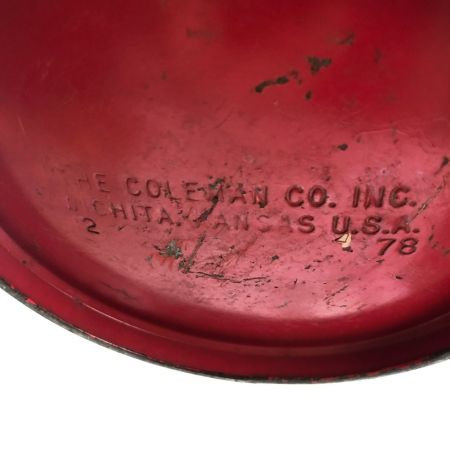 THE COLEMAN CO. INC.
WICHITA, KANSAS U.S.A.
2 78